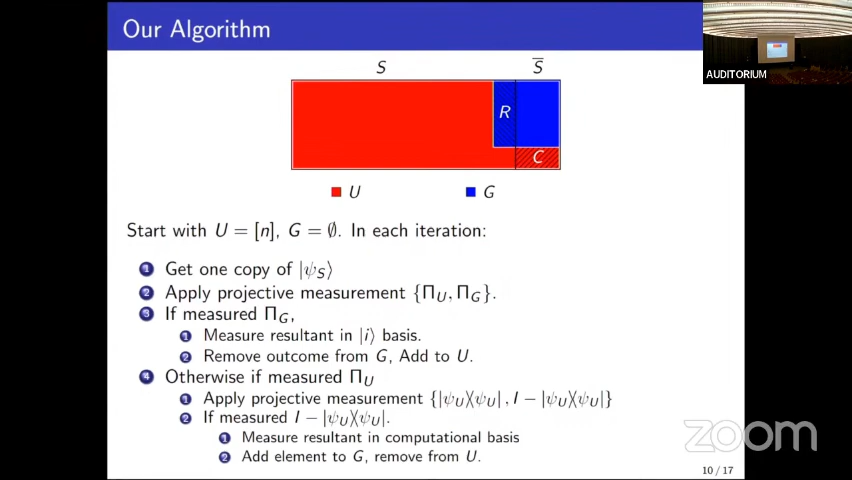 Our Algorithm
AUDITORIUM
S S̅
R
C
U G
Start with U = [n], G = ∅. In each iteration:
1 Get one copy of |ψ_S⟩
2 Apply projective measurement {Π_U, Π_G}.
3 If measured Π_G,
1 Measure resultant in |i⟩ basis.
2 Remove outcome from G, Add to U.
4 Otherwise if measured Π_U
1 Apply projective measurement {|ψ_U⟩⟨ψ_U|, I − |ψ_U⟩⟨ψ_U|}
2 If measured I − |ψ_U⟩⟨ψ_U|.
1 Measure resultant in computational basis
2 Add element to G, remove from U.
zoom
10 / 17